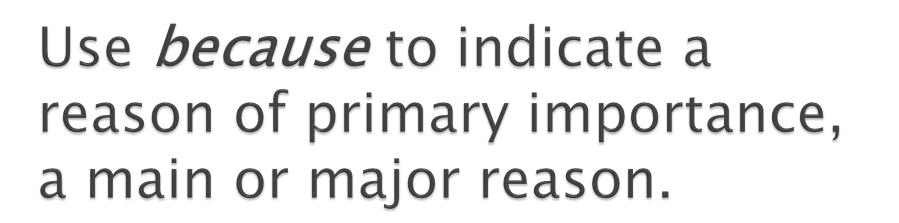 Use because to indicate a
reason of primary importance,
a main or major reason.